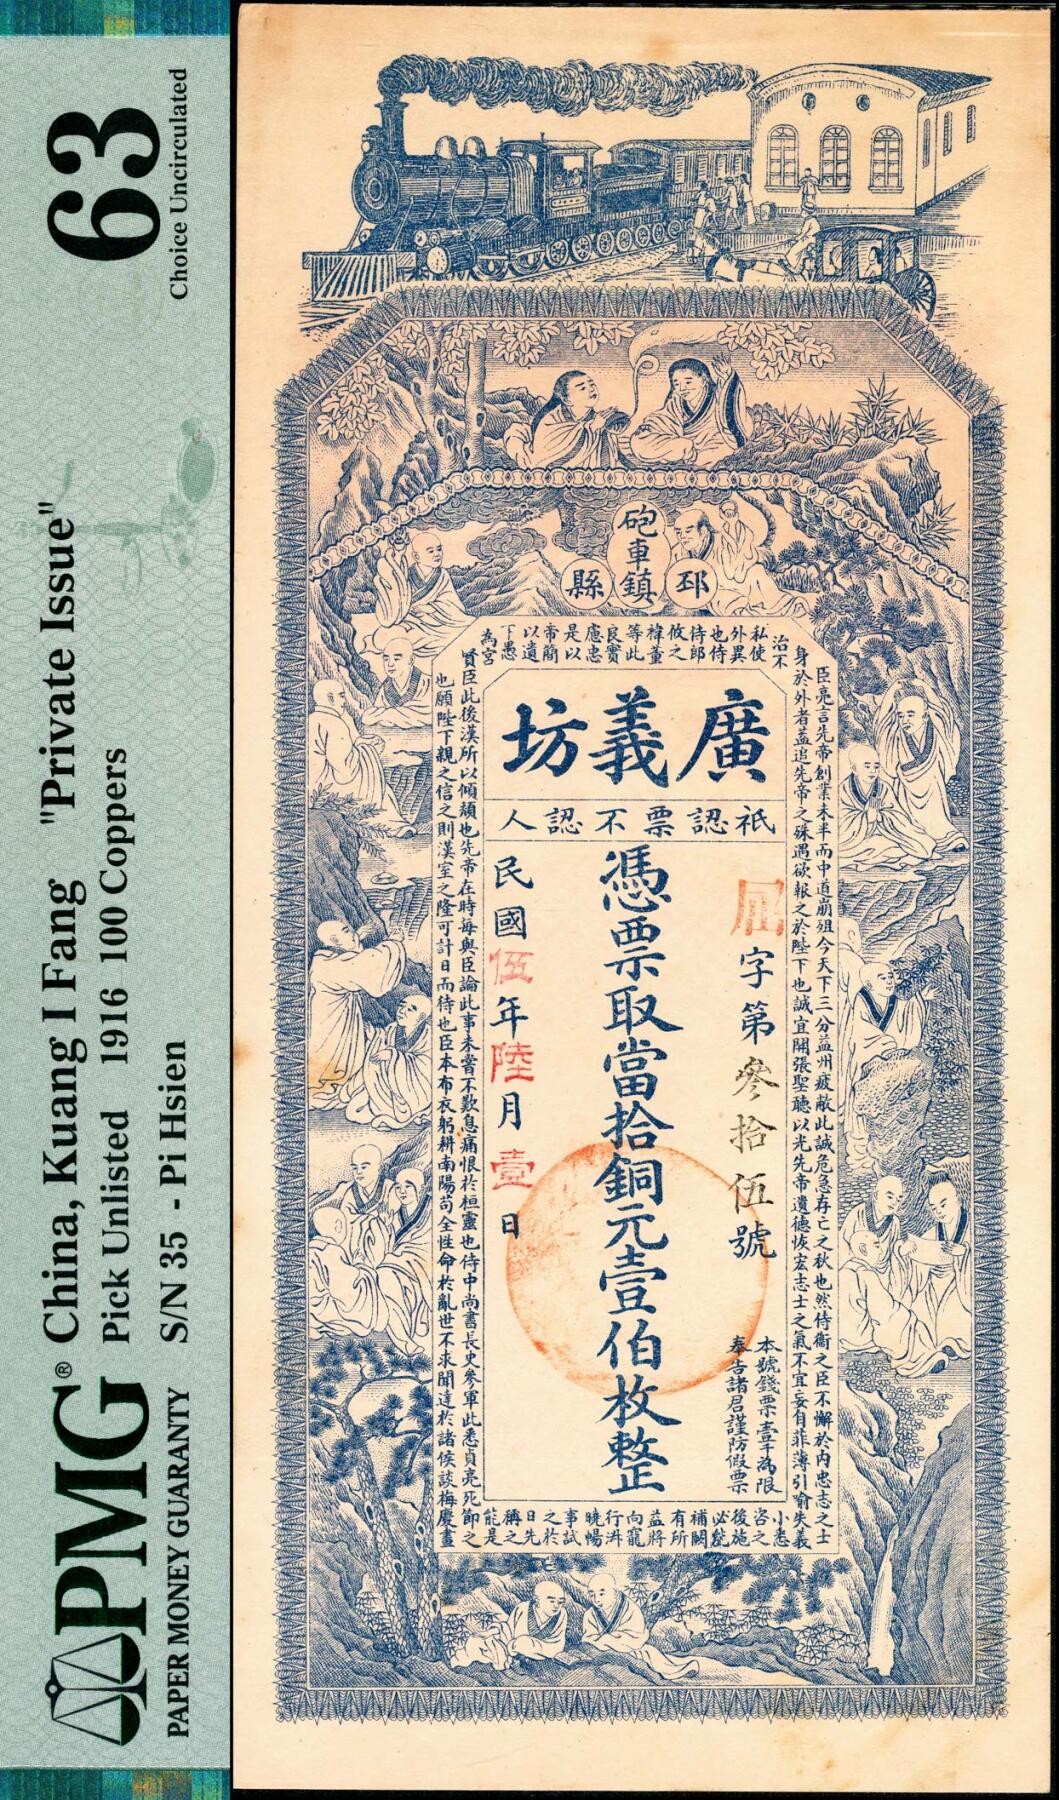 63
Choice Uncirculated
China, Kuang I Fang "Private Issue"
Pick Unlisted 1916 100 Coppers
S/N 35 - Pi Hsien
PMG®
PAPER MONEY GUARANTY
邳
砲車鎮
縣
廣義坊
祇認票不認人
字第參拾伍號
憑票取當拾銅元壹伯枚整
民國伍年陸月壹日
本號錢票壹千為限
奉告諸君謹防假票
臣亮言先帝創業未半而中道崩殂今天下三分益州疲敝此誠危急存亡之秋也然侍衛之臣不懈於內忠志之士
身於外者蓋追先帝之殊遇欲報之於陛下也誠宜開張聖聽以光先帝遺德恢宏志士之氣不宜妄自菲薄引喻失義
賢臣此後漢所以傾頹也先帝在時每與臣論此事未嘗不歎息痛恨於桓靈也侍中尚書長史參軍此悉貞亮死節之
也願陛下親之信之則漢室之隆可計日而待也臣本布衣躬耕南陽苟全性命於亂世不求聞達於諸侯談梅慶畫